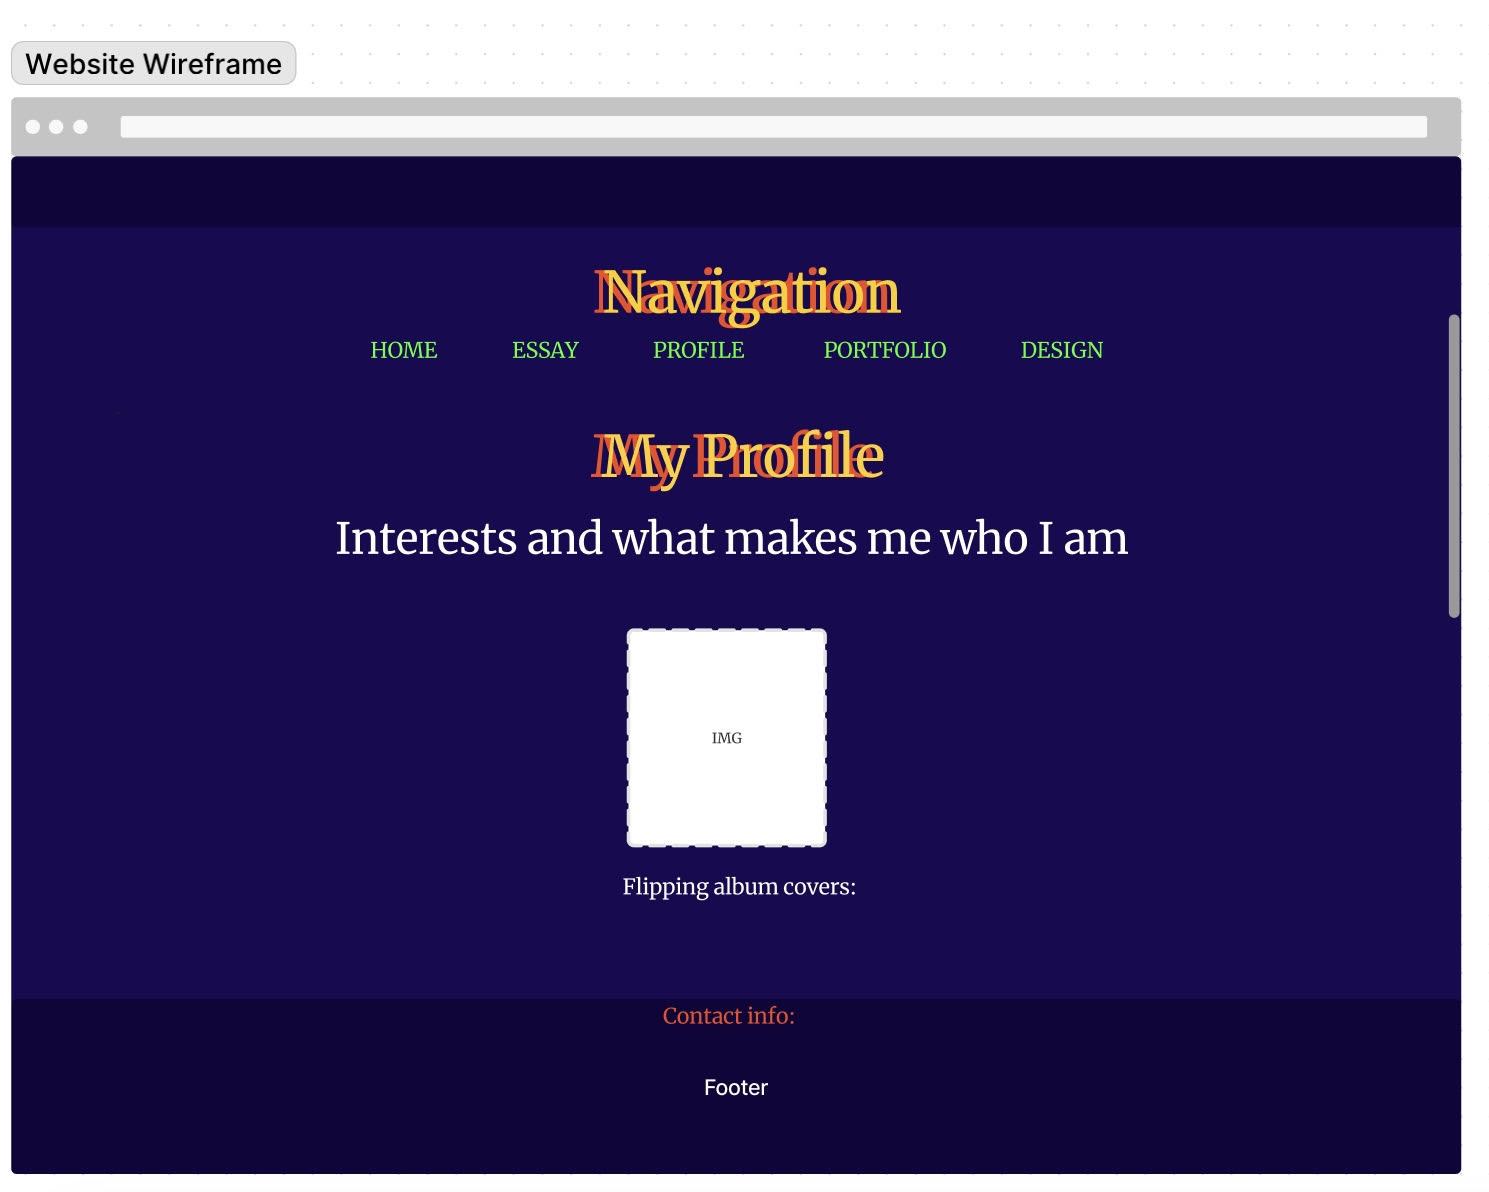 Website Wireframe
Navigation
HOME ESSAY PROFILE PORTFOLIO DESIGN
My Profile
Interests and what makes me who I am
IMG
Flipping album covers:
Contact info:
Footer